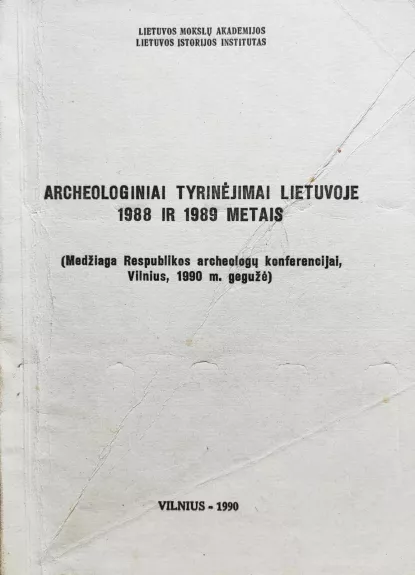 LIETUVOS MOKSLŲ AKADEMIJOS
LIETUVOS ISTORIJOS INSTITUTAS
ARCHEOLOGINIAI TYRINĖJIMAI LIETUVOJE
1988 IR 1989 METAIS
(Medžiaga Respublikos archeologų konferencijai,
Vilnius, 1990 m. gegužė)
VILNIUS - 1990